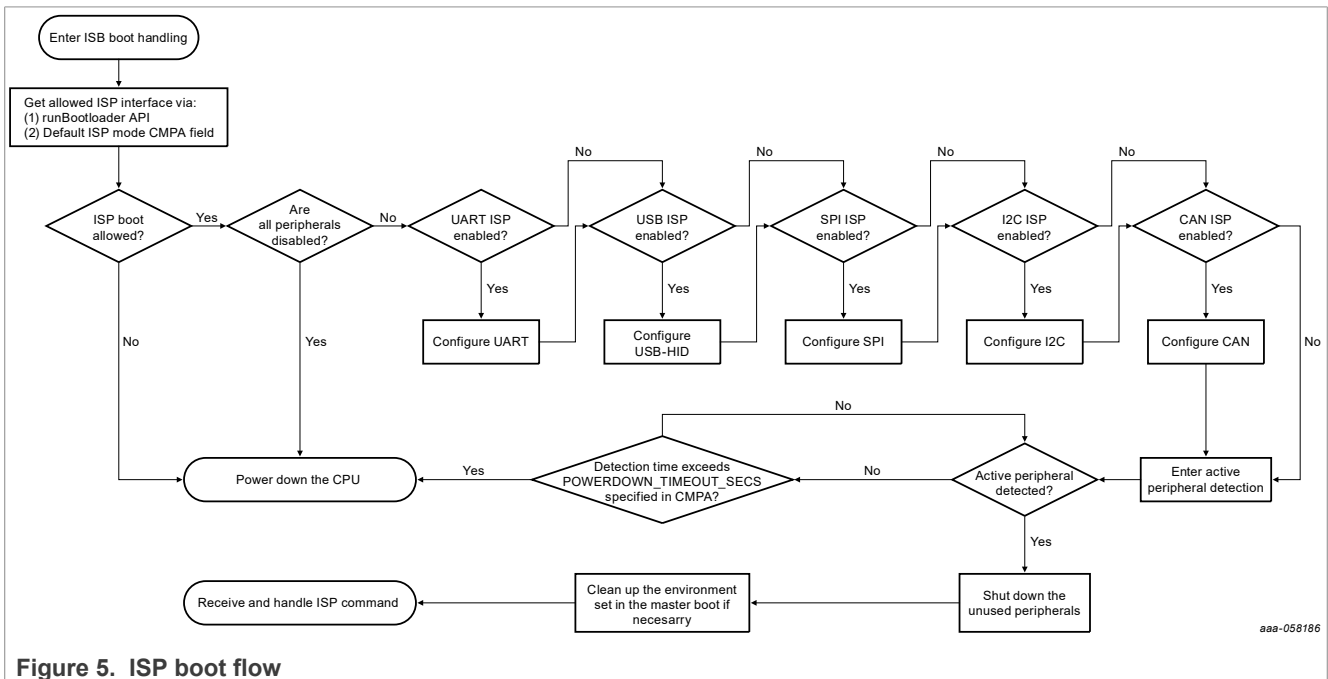 Enter ISB boot handling
Get allowed ISP interface via:
(1) runBootloader API
(2) Default ISP mode CMPA field
No
No
No
No
ISP boot
allowed?
Yes
Are
all peripherals
disabled?
No
UART ISP
enabled?
USB ISP
enabled?
SPI ISP
enabled?
I2C ISP
enabled?
CAN ISP
enabled?
Yes
Yes
Yes
Yes
Yes
No
Yes
Configure UART
Configure
USB-HID
Configure SPI
Configure I2C
Configure CAN
No
No
Power down the CPU
Yes
Detection time exceeds
POWERDOWN_TIMEOUT_SECS
specified in CMPA?
No
Active peripheral
detected?
Enter active
peripheral detection
Yes
Receive and handle ISP command
Clean up the environment
set in the master boot if
necesarry
Shut down the
unused peripherals
aaa-058186
Figure 5. ISP boot flow